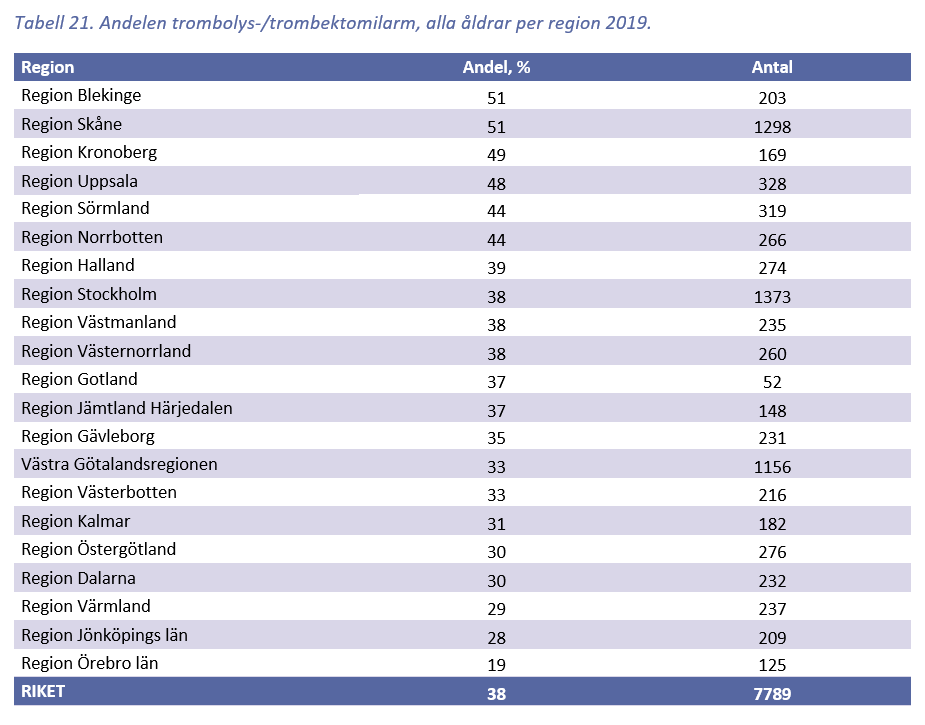 Tabell 21. Andelen trombolys-/trombektomilarm, alla åldrar per region 2019.
Region Andel, % Antal
Region Blekinge 51 203
Region Skåne 51 1298
Region Kronoberg 49 169
Region Uppsala 48 328
Region Sörmland 44 319
Region Norrbotten 44 266
Region Halland 39 274
Region Stockholm 38 1373
Region Västmanland 38 235
Region Västernorrland 38 260
Region Gotland 37 52
Region Jämtland Härjedalen 37 148
Region Gävleborg 35 231
Västra Götalandsregionen 33 1156
Region Västerbotten 33 216
Region Kalmar 31 182
Region Östergötland 30 276
Region Dalarna 30 232
Region Värmland 29 237
Region Jönköpings län 28 209
Region Örebro län 19 125
RIKET 38 7789